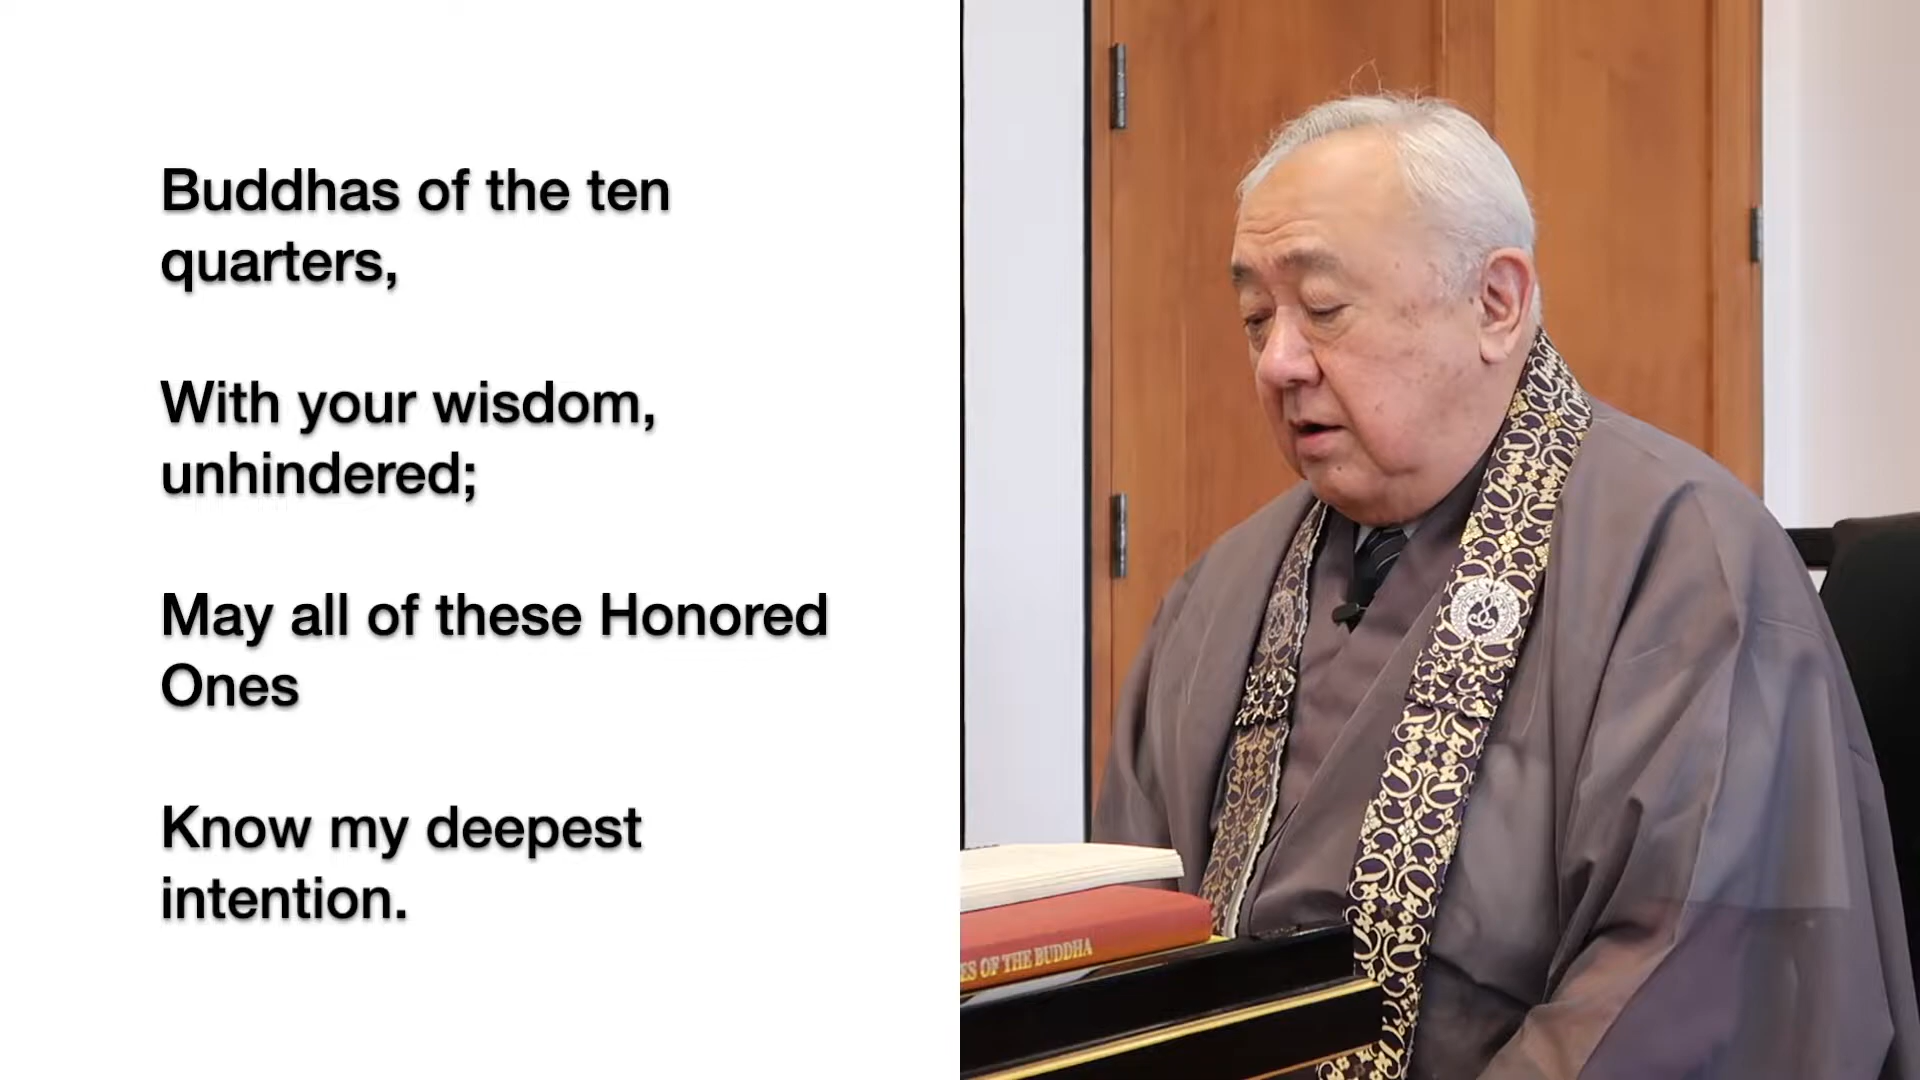 Buddhas of the ten
quarters,
With your wisdom,
unhindered;
May all of these Honored
Ones
Know my deepest
intention.
ES OF THE BUDDHA